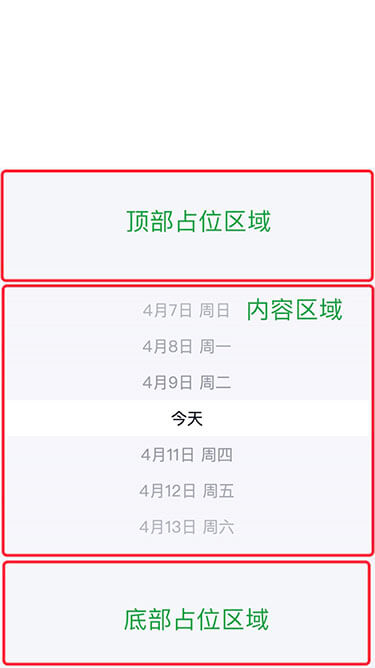 顶部占位区域
4月7日 周日
内容区域
4月8日 周一
4月9日 周二
今天
4月11日 周四
4月12日 周五
4月13日 周六
底部占位区域